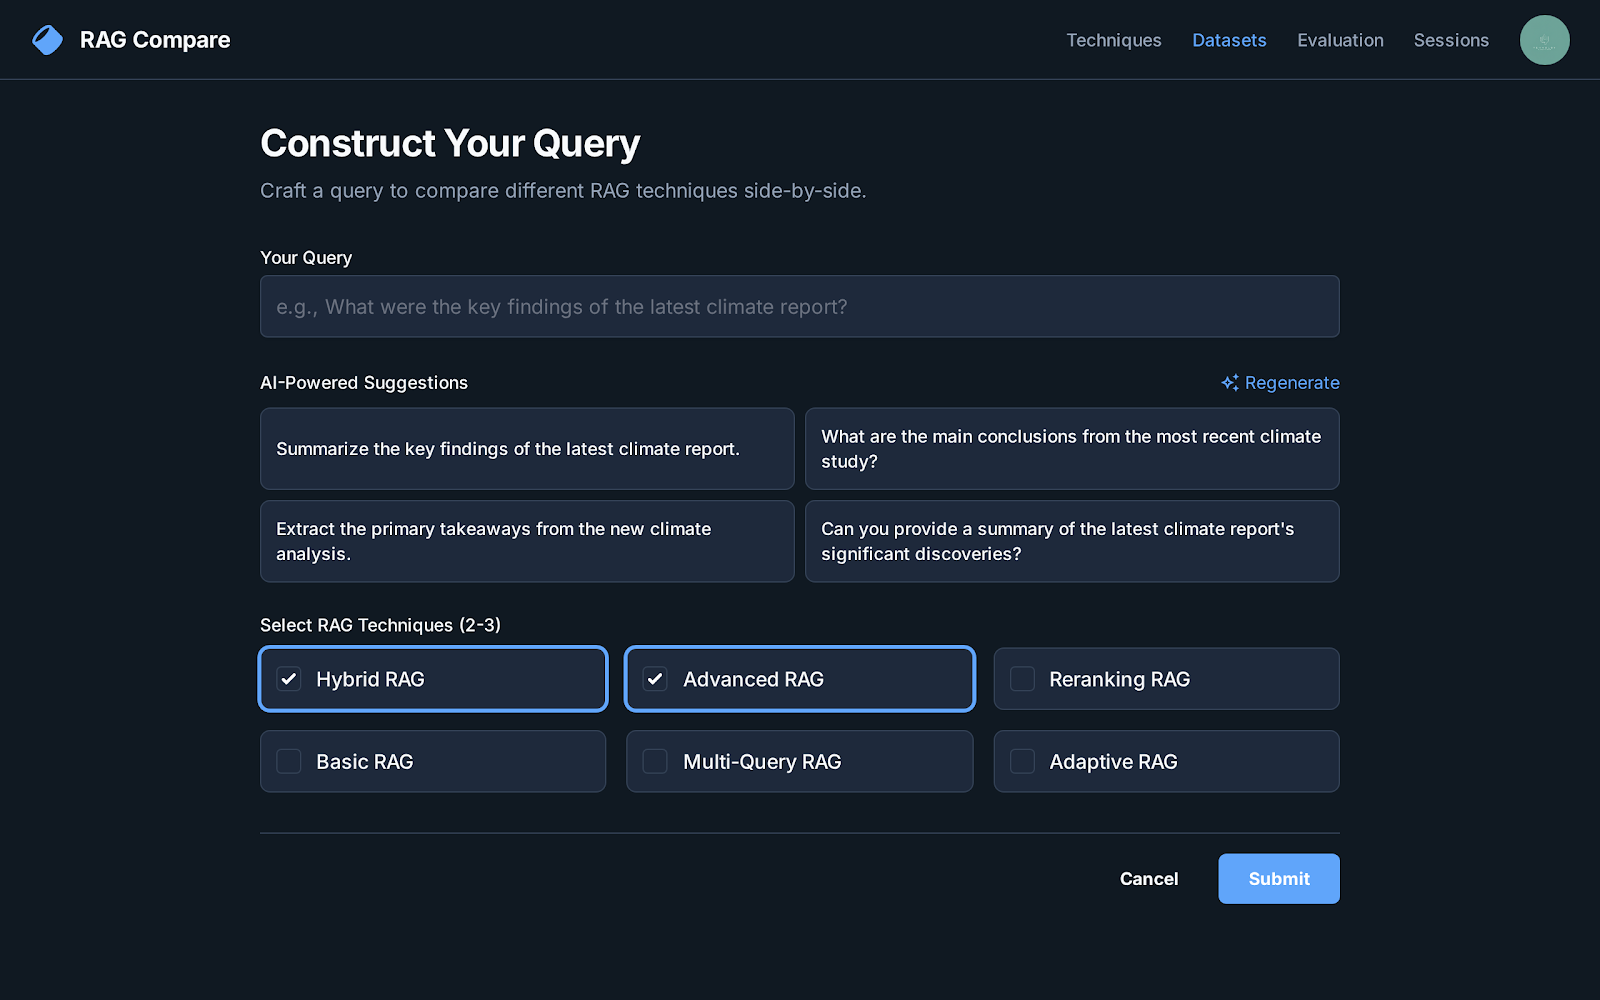 RAG Compare
Techniques
Datasets
Evaluation
Sessions
Construct Your Query
Craft a query to compare different RAG techniques side-by-side.
Your Query
e.g., What were the key findings of the latest climate report?
AI-Powered Suggestions
Regenerate
Summarize the key findings of the latest climate report.
What are the main conclusions from the most recent climate
study?
Extract the primary takeaways from the new climate
analysis.
Can you provide a summary of the latest climate report's
significant discoveries?
Select RAG Techniques (2-3)
Hybrid RAG
Advanced RAG
Reranking RAG
Basic RAG
Multi-Query RAG
Adaptive RAG
Cancel
Submit